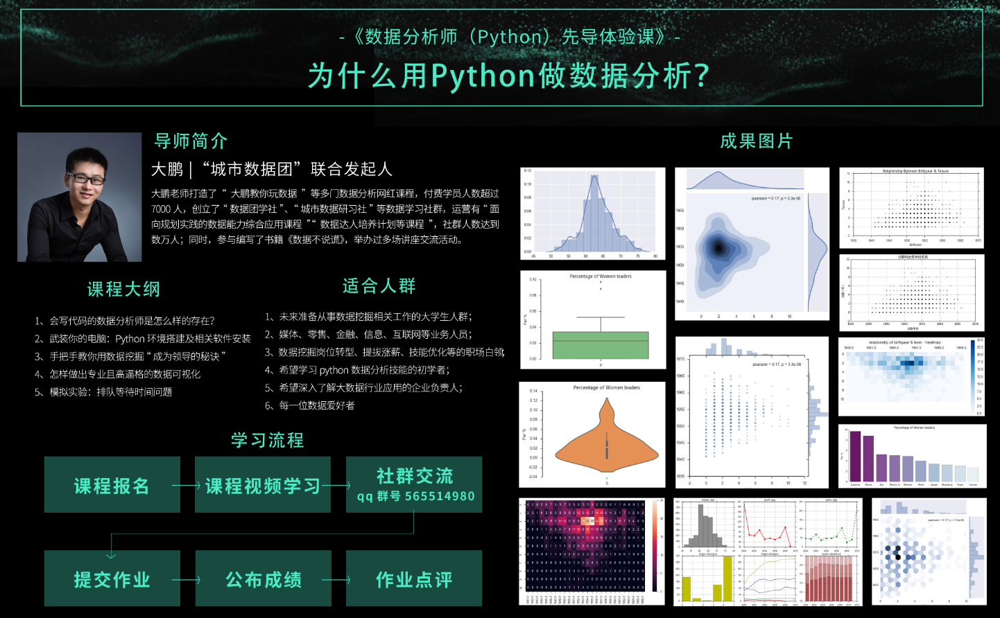 -《数据分析师（Python）先导体验课》-
为什么用Python做数据分析？
导师简介
大鹏 |“城市数据团”联合发起人
大鹏老师打造了“ 大鹏教你玩数据 ”等多门数据分析网红课程，付费学员人数超过
7000 人，创立了“ 数据团学社 ”、“ 城市数据研习社 ”等数据学习社群，运营有“ 面
向规划实践的数据能力综合应用课程 ”“ 数据达人培养计划等课程 ”，社群人数达到
数万人；同时，参与编写了书籍《数据不说谎》，举办过多场讲座交流活动。
课程大纲
1、会写代码的数据分析师是怎么样的存在？
2、武装你的电脑：Python 环境搭建及相关软件安装
3、手把手教你用数据挖掘“ 成为领导的秘诀 ”
4、怎样做出专业且高逼格的数据可视化
5、模拟实验：排队等待时间问题
适合人群
1、未来准备从事数据挖掘相关工作的大学生人群；
2、媒体、零售、金融、信息、互联网等业务人员；
3、数据挖掘岗位转型、提拔涨薪、技能优化等的职场白领；
4、希望学习 python 数据分析技能的初学者；
5、希望深入了解大数据行业应用的企业负责人；
6、每一位数据爱好者
学习流程
课程报名
课程视频学习
社群交流
qq 群号 565514980
提交作业
公布成绩
作业点评
成果图片
pearsonr = 0.17; p = 3.3e-06
Relationship Between Birthyear & Tenure
Tenure
Birthyear
Percentage of Women leaders
Per %
Percentage of Women leaders
Per %
pearsonr = 0.17; p = 3.3e-06
relationship of birthyear & term - heatmap
Percentage of Women leaders
pearsonr = 0.17; p = 3.3e-06